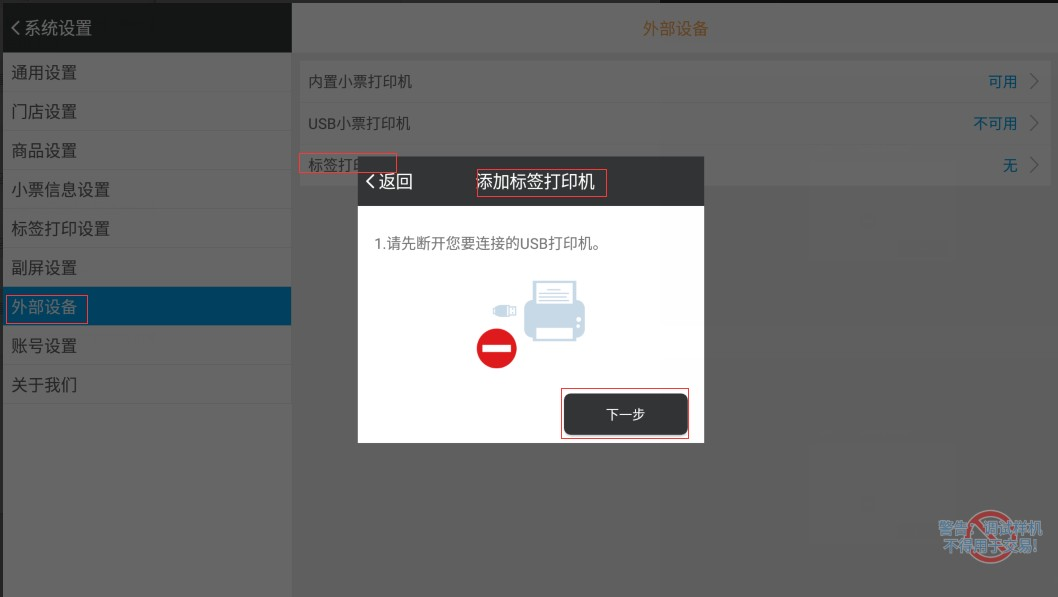 系统设置
外部设备
通用设置
门店设置
商品设置
小票信息设置
标签打印设置
副屏设置
外部设备
账号设置
关于我们
内置小票打印机
可用
USB小票打印机
不可用
标签打印
无
返回
添加标签打印机
1.请先断开您要连接的USB打印机。
下一步
警告：调试样机
不得用于交易!